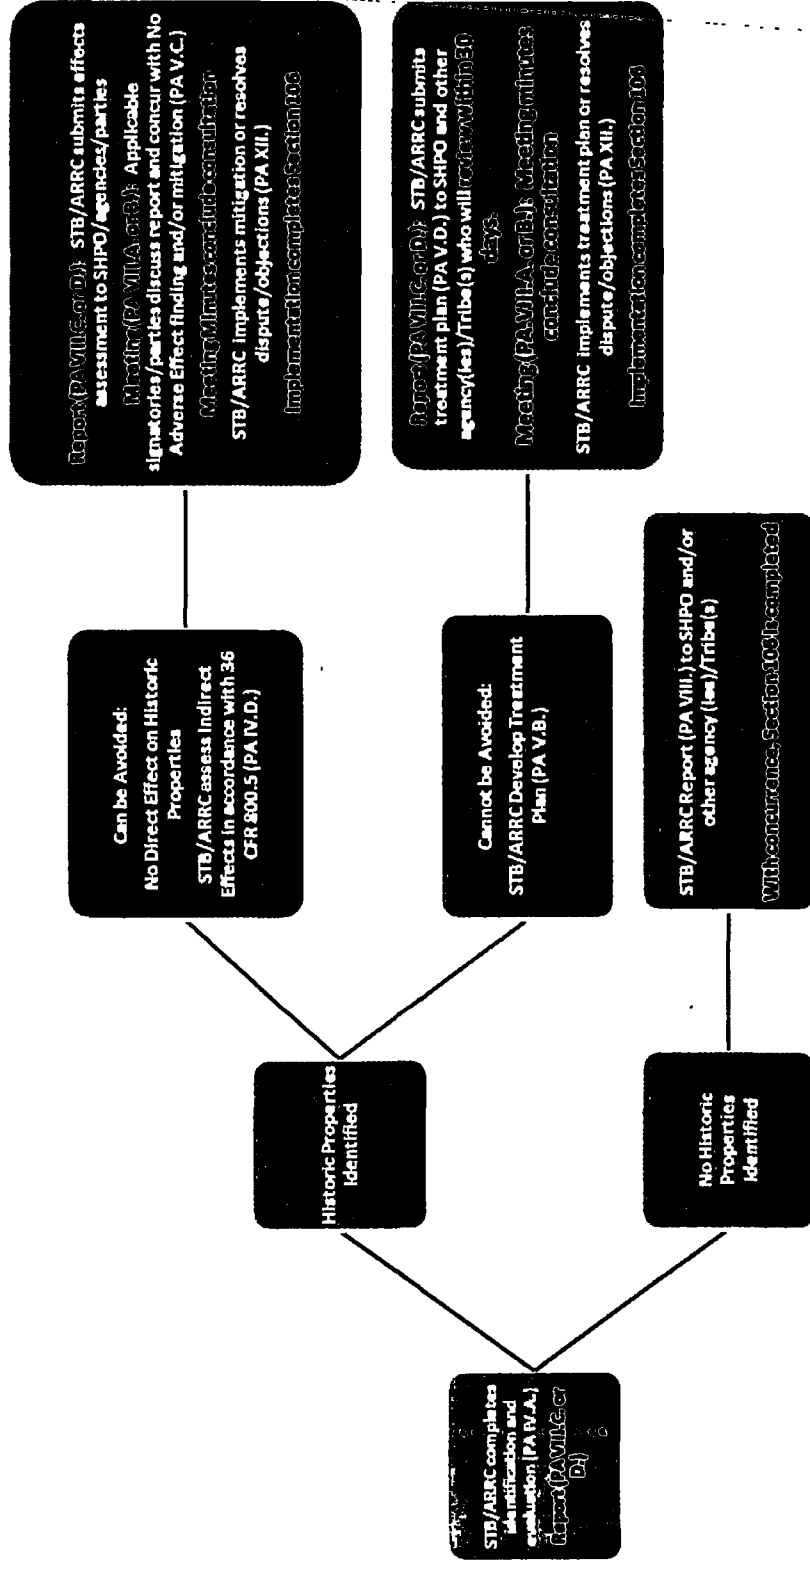 STB/ARRC completes
identification and
evaluation (PA IV.A.)
Report (PA VIII.C. or
D.)
Historic Properties
Identified
No Historic
Properties
Identified
Can be Avoided:
No Direct Effect on Historic
Properties
STB/ARRC assess Indirect
Effects in accordance with 36
CFR 800.5 (PA IV.D.)
Cannot be Avoided:
STB/ARRC Develop Treatment
Plan (PA V.B.)
STB/ARRC Report (PA VIII.) to SHPO and/or
other agency (ies)/Tribe(s)
With concurrence, Section 106 is completed
Report (PA VIII.C. or D.): STB/ARRC submits effects
assessment to SHPO/agencies/parties
Meeting (PA VII.A. or B.): Applicable
signatories/parties discuss report and concur with No
Adverse Effect finding and/or mitigation (PA V.C.)
Meeting Minutes conclude consultation
STB/ARRC implements mitigation or resolves
dispute/objections (PA XII.)
Implementation completes Section 106
Report (PA VIII.C. or D.): STB/ARRC submits
treatment plan (PA V.D.) to SHPO and other
agency(ies)/Tribe(s) who will review within 30
days.
Meeting (PA VII.A. or B.): Meeting minutes
conclude consultation
STB/ARRC implements treatment plan or resolves
dispute/objections (PA XII.)
Implementation completes Section 106